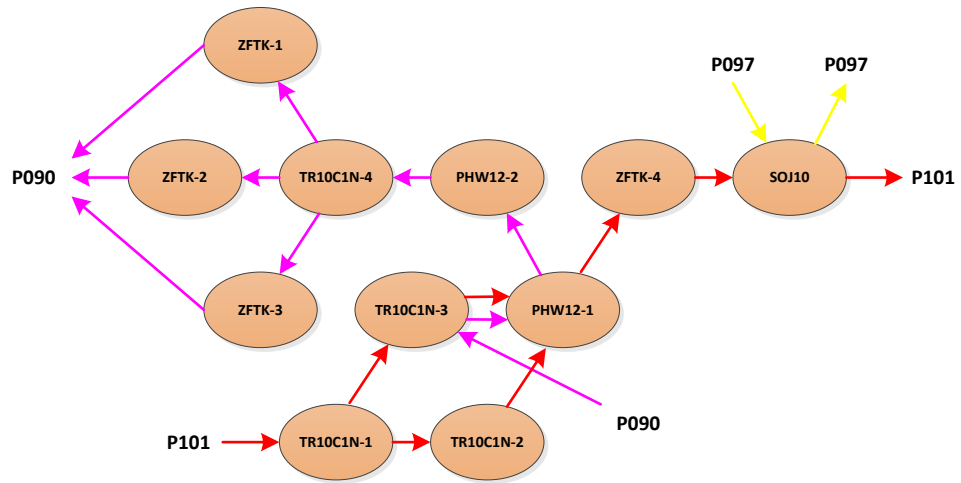 ZFTK-1
P097
P097
P090
ZFTK-2
TR10C1N-4
PHW12-2
ZFTK-4
SOJ10
P101
ZFTK-3
TR10C1N-3
PHW12-1
P090
P101
TR10C1N-1
TR10C1N-2